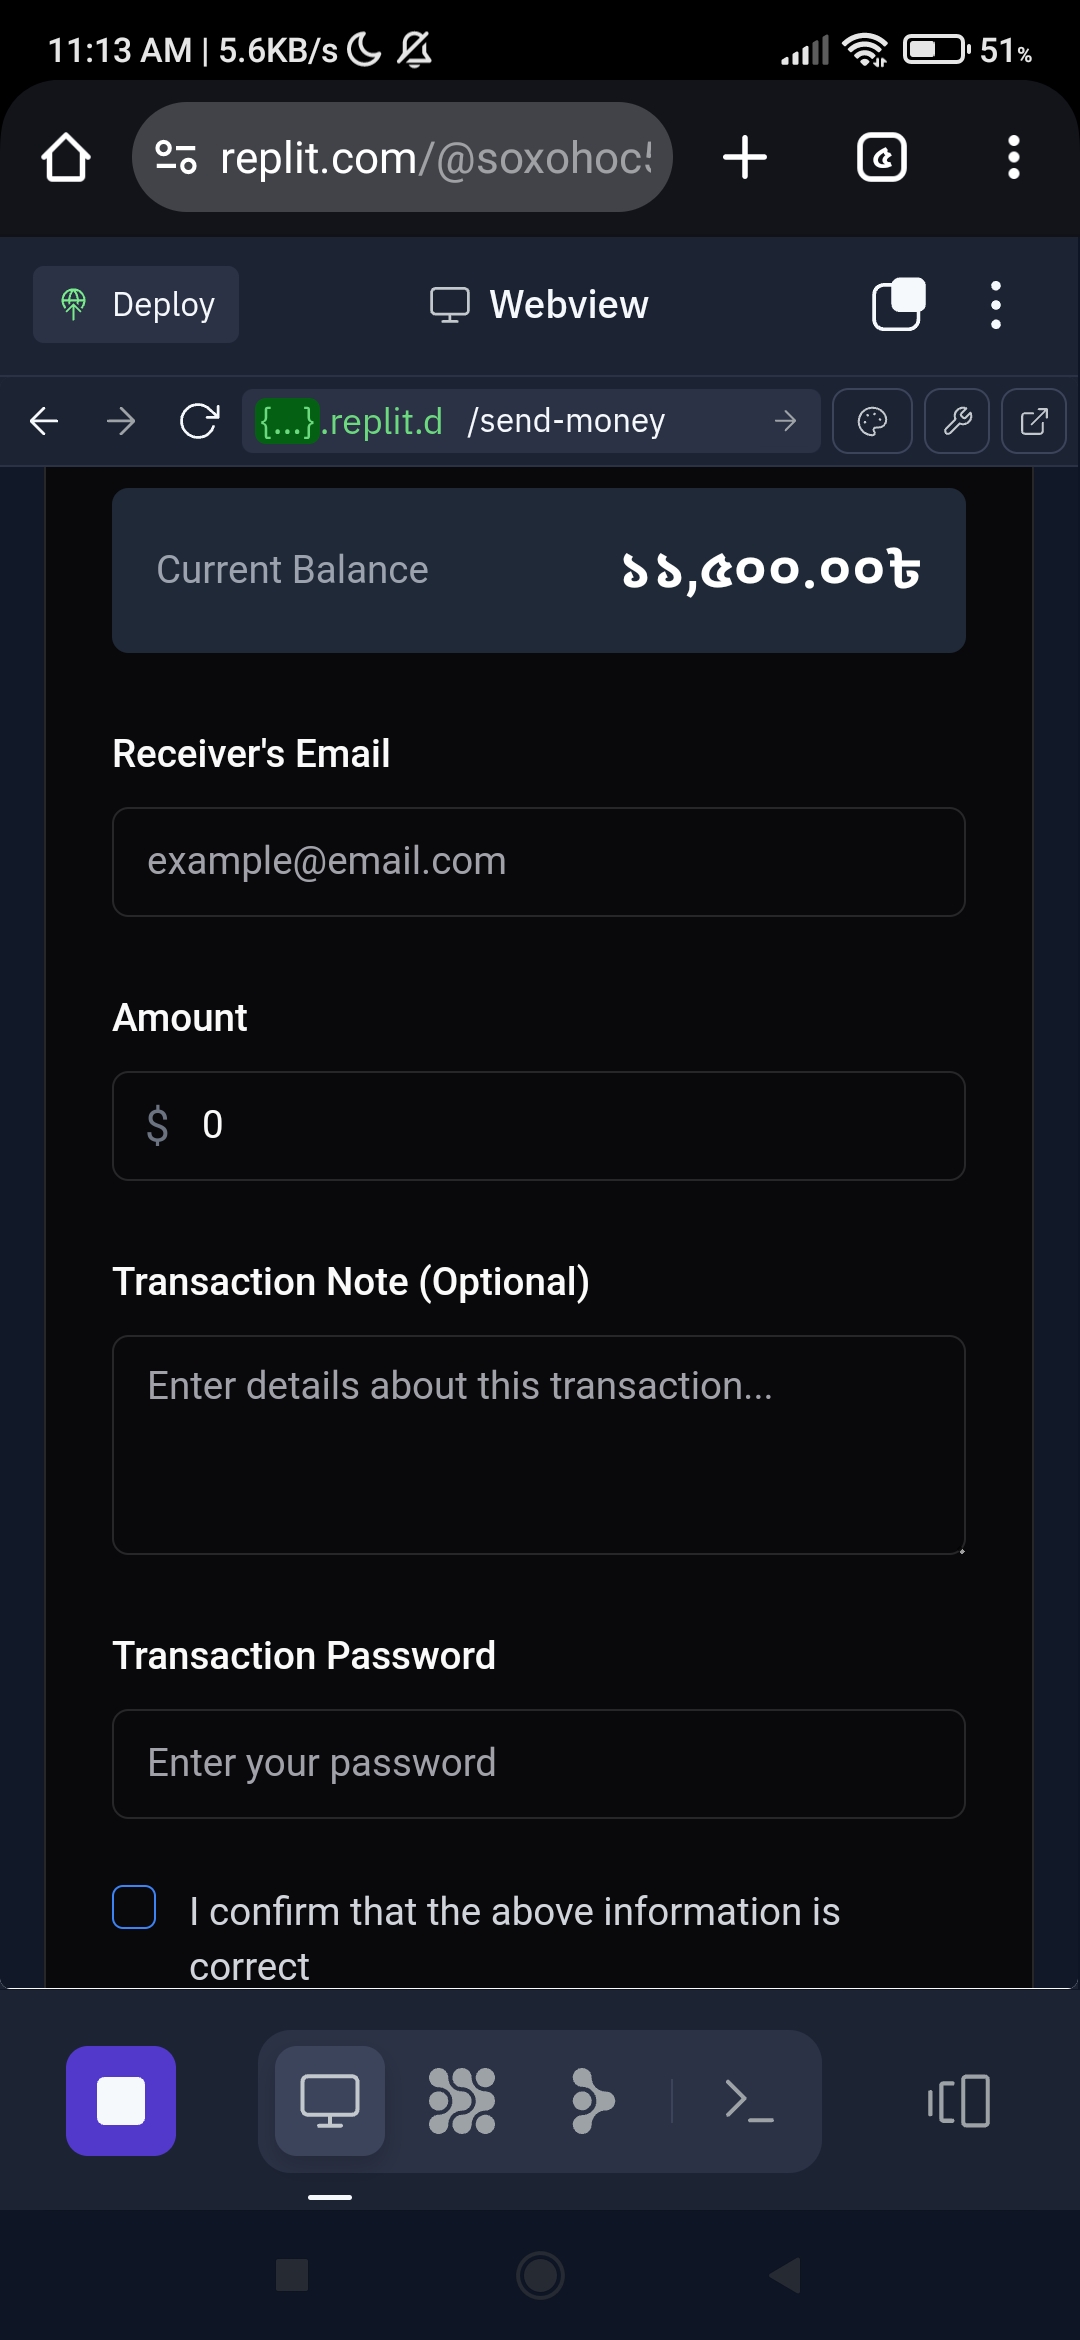 11:13 AM | 5.6KB/s 51%
replit.com/@soxohoc
৫
Deploy Webview
{...}.replit.d /send-money
Current Balance ১১,৫০০.০০৳
Receiver's Email
example@email.com
Amount
$ 0
Transaction Note (Optional)
Enter details about this transaction...
Transaction Password
Enter your password
I confirm that the above information is
correct